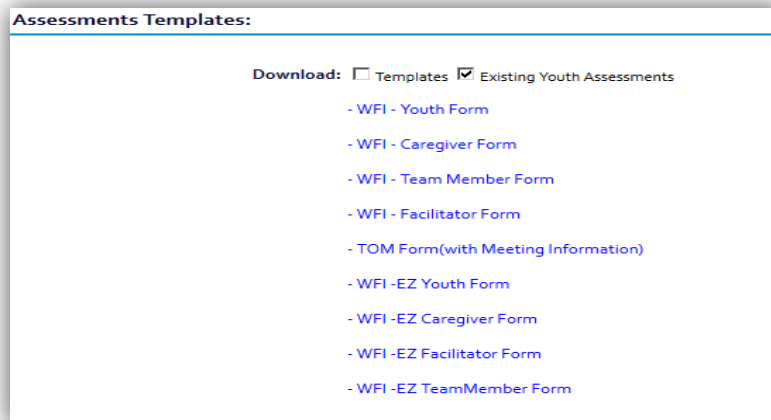 Assessments Templates:
Download: Templates Existing Youth Assessments
- WFI - Youth Form
- WFI - Caregiver Form
- WFI - Team Member Form
- WFI - Facilitator Form
- TOM Form(with Meeting Information)
- WFI -EZ Youth Form
- WFI -EZ Caregiver Form
- WFI -EZ Facilitator Form
- WFI -EZ TeamMember Form